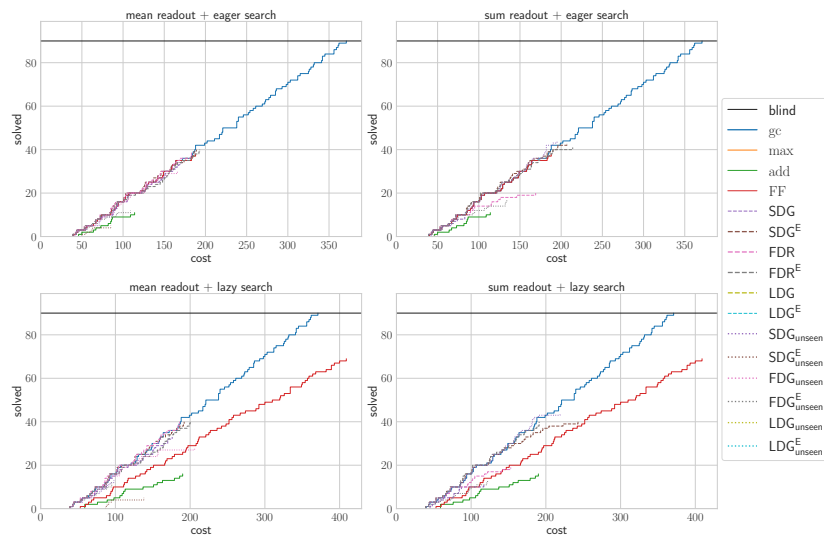 mean readout + eager search
sum readout + eager search
solved
80
60
40
20
0
0
50
100
150
200
250
300
350
cost
solved
80
60
40
20
0
0
50
100
150
200
250
300
350
cost
mean readout + lazy search
sum readout + lazy search
solved
80
60
40
20
0
0
100
200
300
400
cost
solved
80
60
40
20
0
0
100
200
300
400
cost
blind
gc
max
add
FF
SDG
SDG^E
FDR
FDR^E
LDG
LDG^E
SDG_unseen
SDG^E_unseen
FDG_unseen
FDG^E_unseen
LDG_unseen
LDG^E_unseen